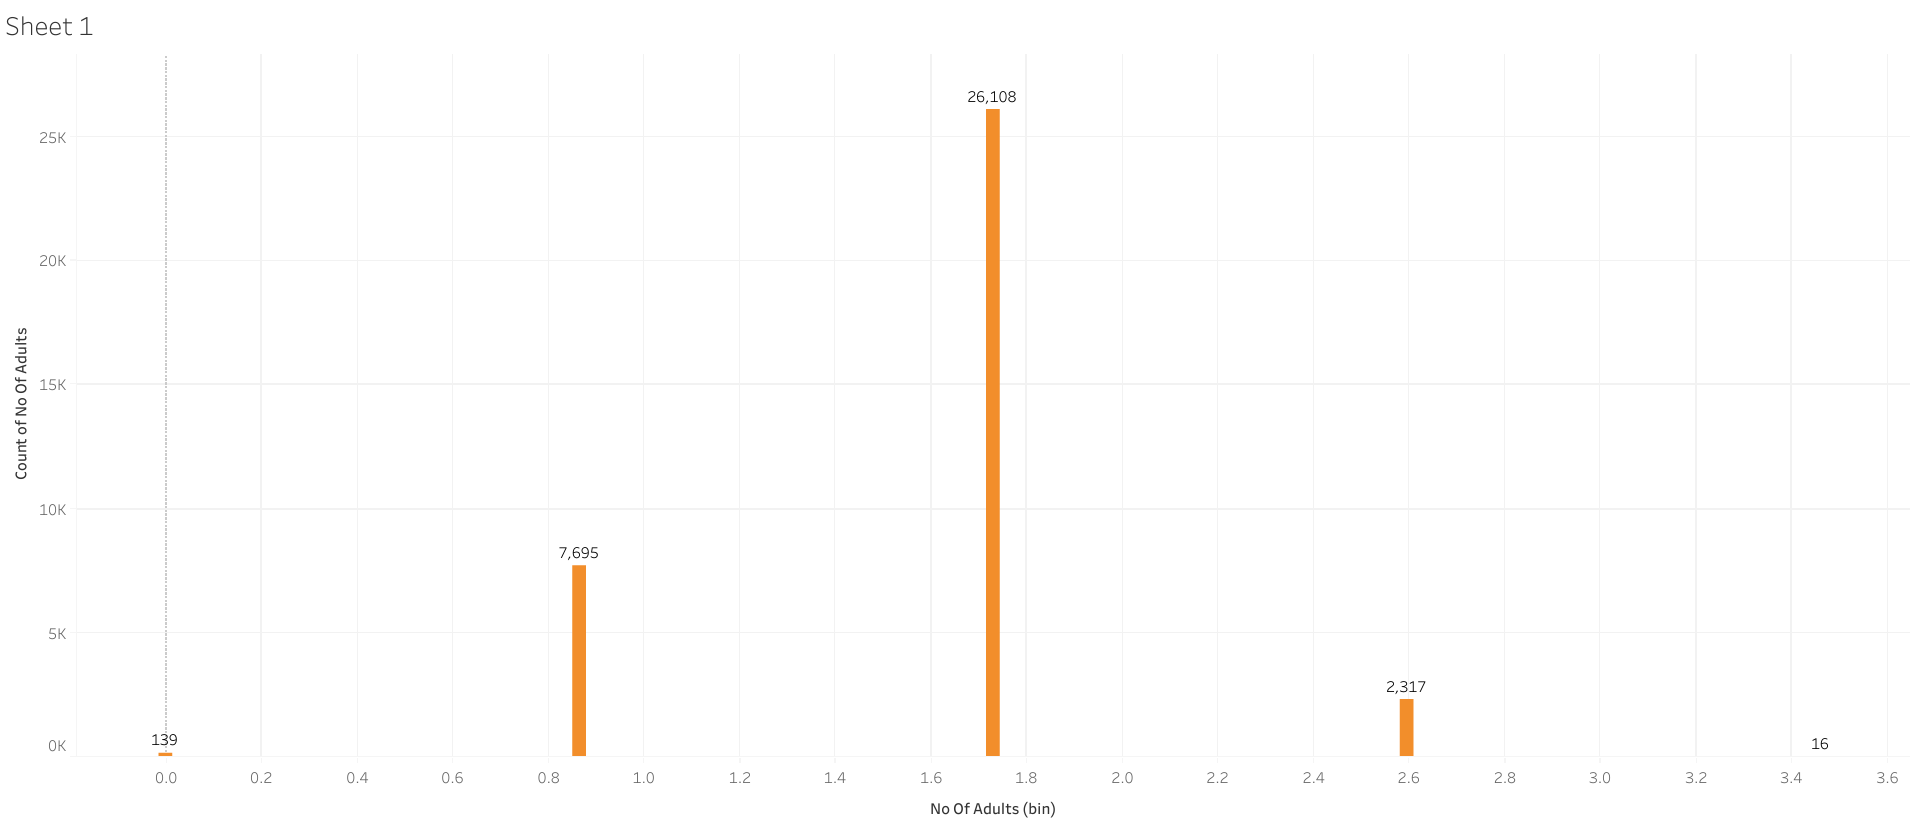 Sheet 1
26,108
25K
20K
15K
10K
7,695
5K
2,317
139
16
0K
Count of No Of Adults
0.0 0.2 0.4 0.6 0.8 1.0 1.2 1.4 1.6 1.8 2.0 2.2 2.4 2.6 2.8 3.0 3.2 3.4 3.6
No Of Adults (bin)